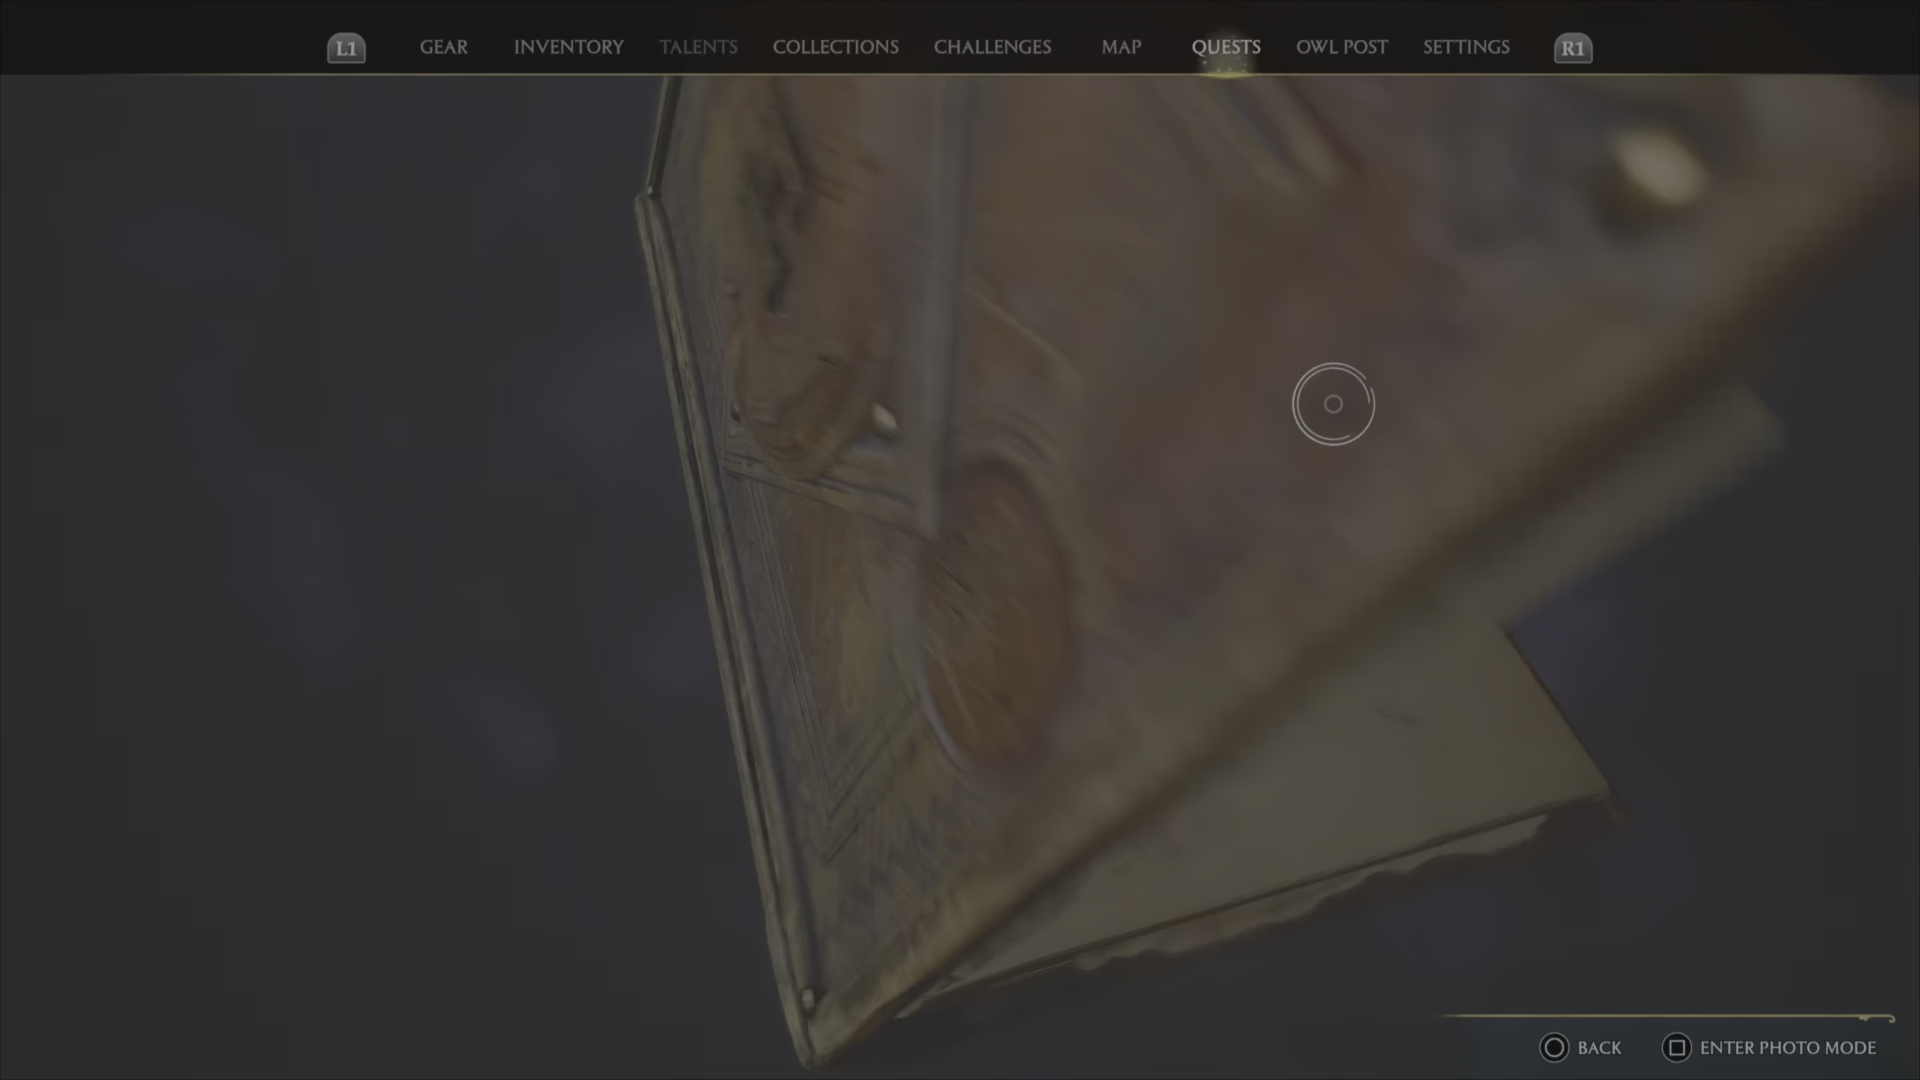 L1 GEAR INVENTORY TALENTS COLLECTIONS CHALLENGES MAP QUESTS OWL POST SETTINGS R1
BACK ENTER PHOTO MODE